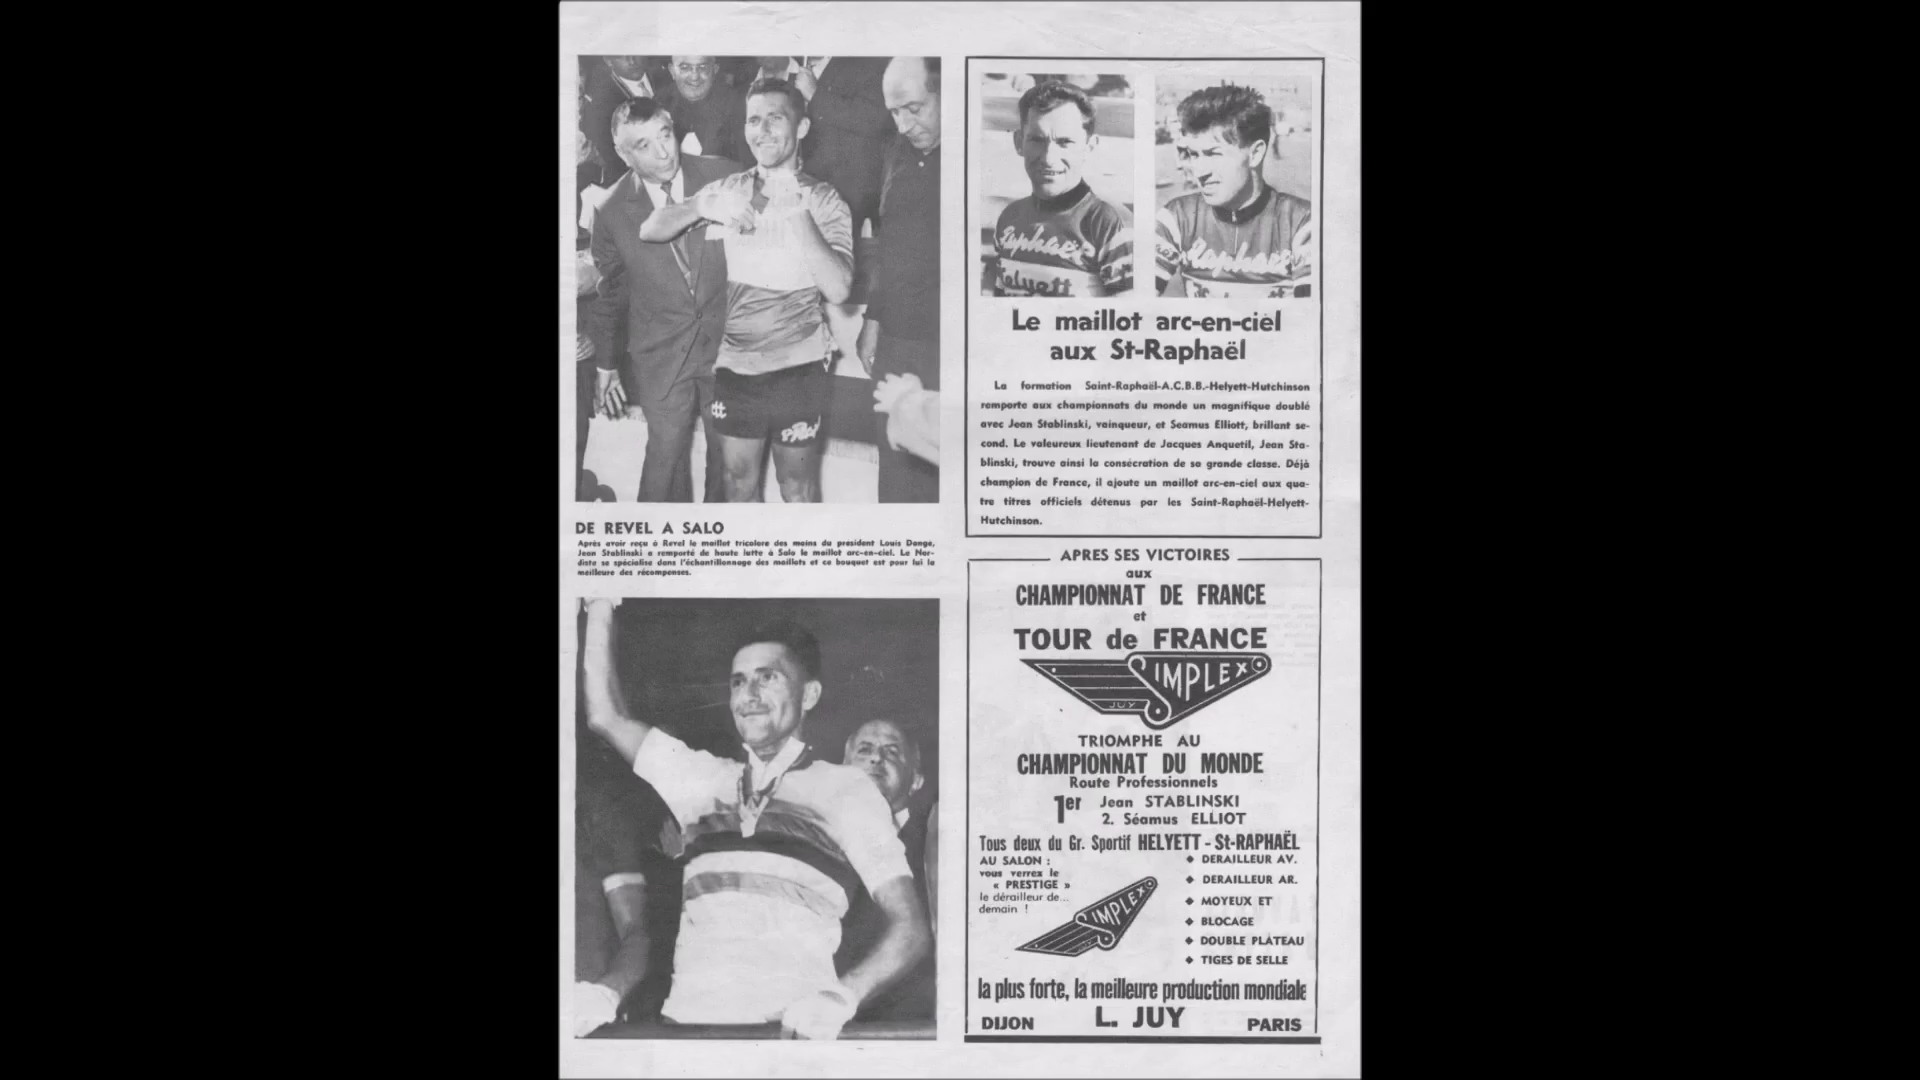 DE REVEL A SALO
Après avoir reçu à Revel le maillot tricolore des mains du président Louis Dange,
Jean Stablinski a remporté de haute lutte à Salo le maillot arc-en-ciel. Le Nor-
diste se spécialise dans l'échantillonnage des maillots et ce bouquet est pour lui la
meilleure des récompenses.
Raphaël
Helyett
Raphaël
Le maillot arc-en-ciel
aux St-Raphaël
La formation Saint-Raphaël-A.C.B.B.-Helyett-Hutchinson
remporte aux championnats du monde un magnifique doublé
avec Jean Stablinski, vainqueur, et Seamus Elliott, brillant se-
cond. Le valeureux lieutenant de Jacques Anquetil, Jean Sta-
blinski, trouve ainsi la consécration de sa grande classe. Déjà
champion de France, il ajoute un maillot arc-en-ciel aux qua-
tre titres officiels détenus par les Saint-Raphaël-Helyett-
Hutchinson.
APRES SES VICTOIRES
aux
CHAMPIONNAT DE FRANCE
et
TOUR de FRANCE
SIMPLEX
JUY
TRIOMPHE AU
CHAMPIONNAT DU MONDE
Route Professionnels
1er Jean STABLINSKI
2. Séamus ELLIOT
Tous deux du Gr. Sportif HELYETT - St-RAPHAËL
AU SALON :
vous verrez le
« PRESTIGE »
le dérailleur de...
demain !
SIMPLEX
◆ DERAILLEUR AV.
◆ DERAILLEUR AR.
◆ MOYEUX ET
◆ BLOCAGE
◆ DOUBLE PLATEAU
◆ TIGES DE SELLE
la plus forte, la meilleure production mondiale
DIJON L. JUY PARIS